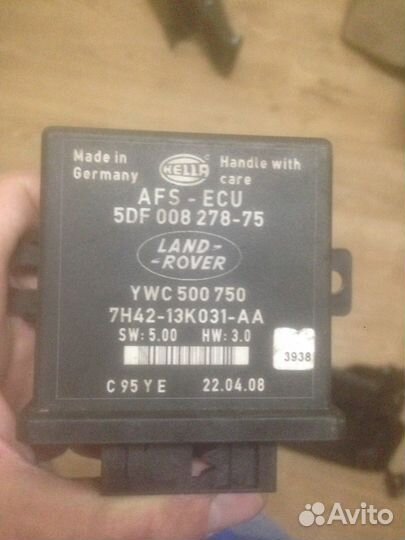 Made in
Germany
HELLA
Handle with
care
AFS - ECU
5DF 008 278-75
LAND-
-ROVER
YWC 500 750
7H42-13K031-AA
SW: 5.00 HW: 3.0
3938
C 95 Y E 22.04.08
Avito